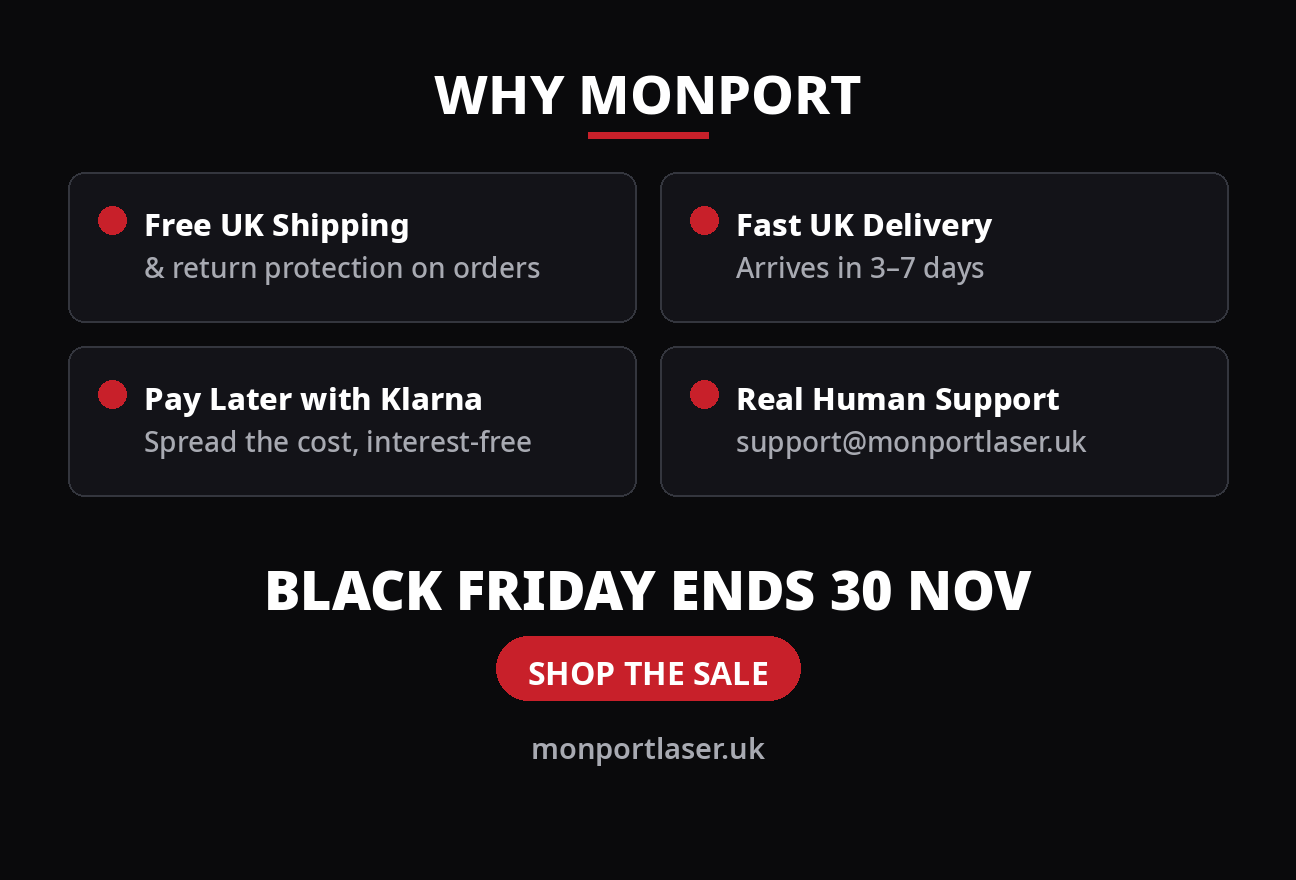 WHY MONPORT
Free UK Shipping
& return protection on orders
Fast UK Delivery
Arrives in 3–7 days
Pay Later with Klarna
Spread the cost, interest-free
Real Human Support
support@monportlaser.uk
BLACK FRIDAY ENDS 30 NOV
SHOP THE SALE
monportlaser.uk